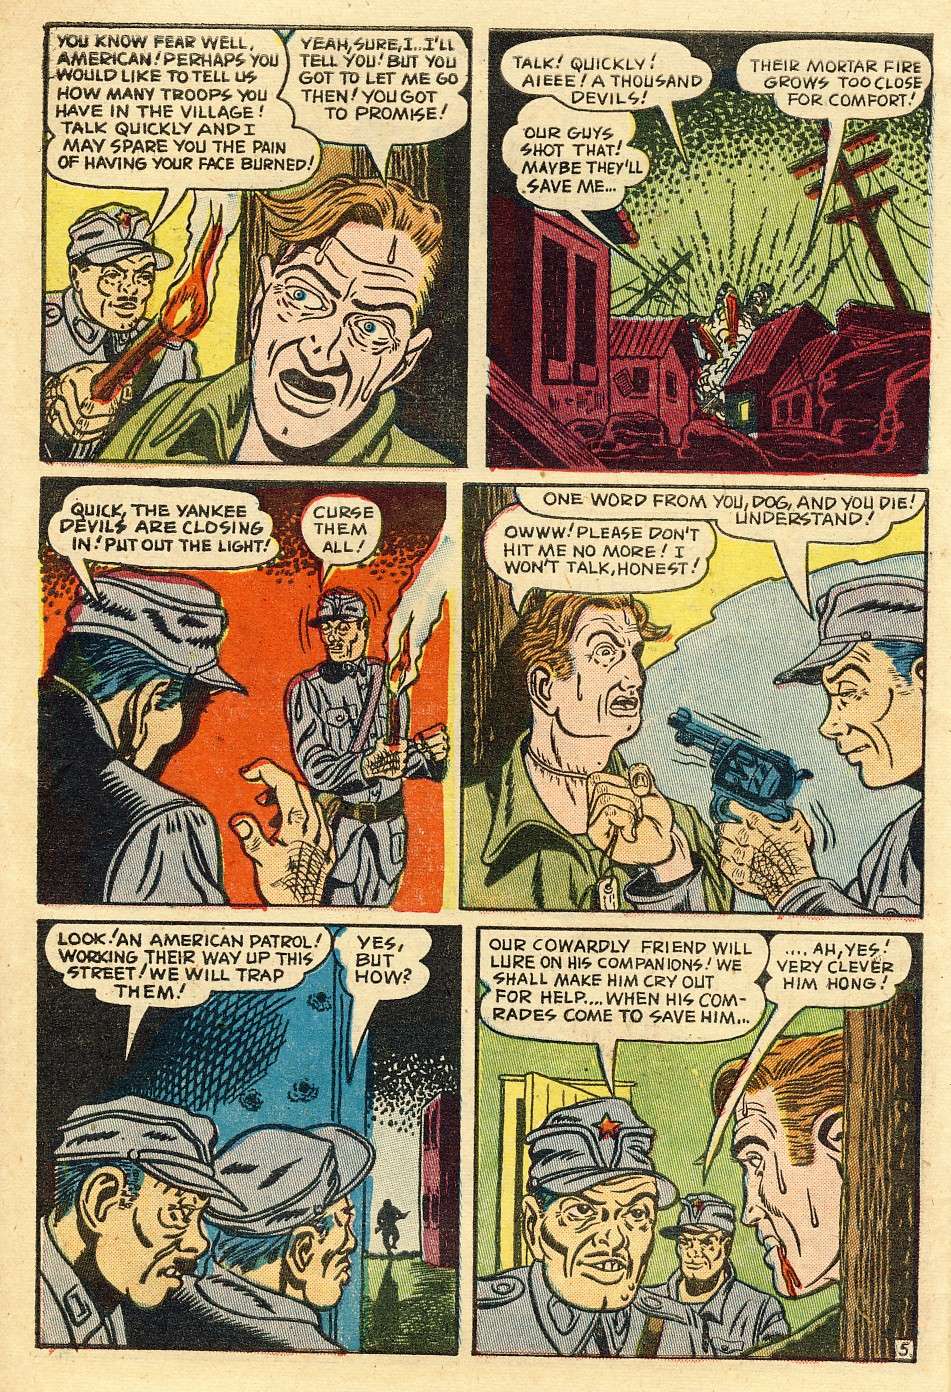 YOU KNOW FEAR WELL,
AMERICAN! PERHAPS YOU
WOULD LIKE TO TELL US
HOW MANY TROOPS YOU
HAVE IN THE VILLAGE!
TALK QUICKLY AND I
MAY SPARE YOU THE PAIN
OF HAVING YOUR FACE BURNED!
YEAH, SURE, I...I'LL
TELL YOU! BUT YOU
GOT TO LET ME GO
THEN! YOU GOT
TO PROMISE!
TALK! QUICKLY!
AIEEE! A THOUSAND
DEVILS!
OUR GUYS
SHOT THAT!
MAYBE THEY'LL
SAVE ME...
THEIR MORTAR FIRE
GROWS TOO CLOSE
FOR COMFORT!
QUICK, THE YANKEE
DEVILS ARE CLOSING
IN! PUT OUT THE LIGHT!
CURSE
THEM
ALL!
ONE WORD FROM YOU, DOG, AND YOU DIE!
UNDERSTAND!
OWWW! PLEASE DON'T
HIT ME NO MORE! I
WON'T TALK, HONEST!
LOOK! AN AMERICAN PATROL!
WORKING THEIR WAY UP THIS
STREET! WE WILL TRAP
THEM!
YES,
BUT
HOW?
OUR COWARDLY FRIEND WILL
LURE ON HIS COMPANIONS! WE
SHALL MAKE HIM CRY OUT
FOR HELP.... WHEN HIS COM-
RADES COME TO SAVE HIM...
....AH, YES!
VERY CLEVER
HIM HONG!
5